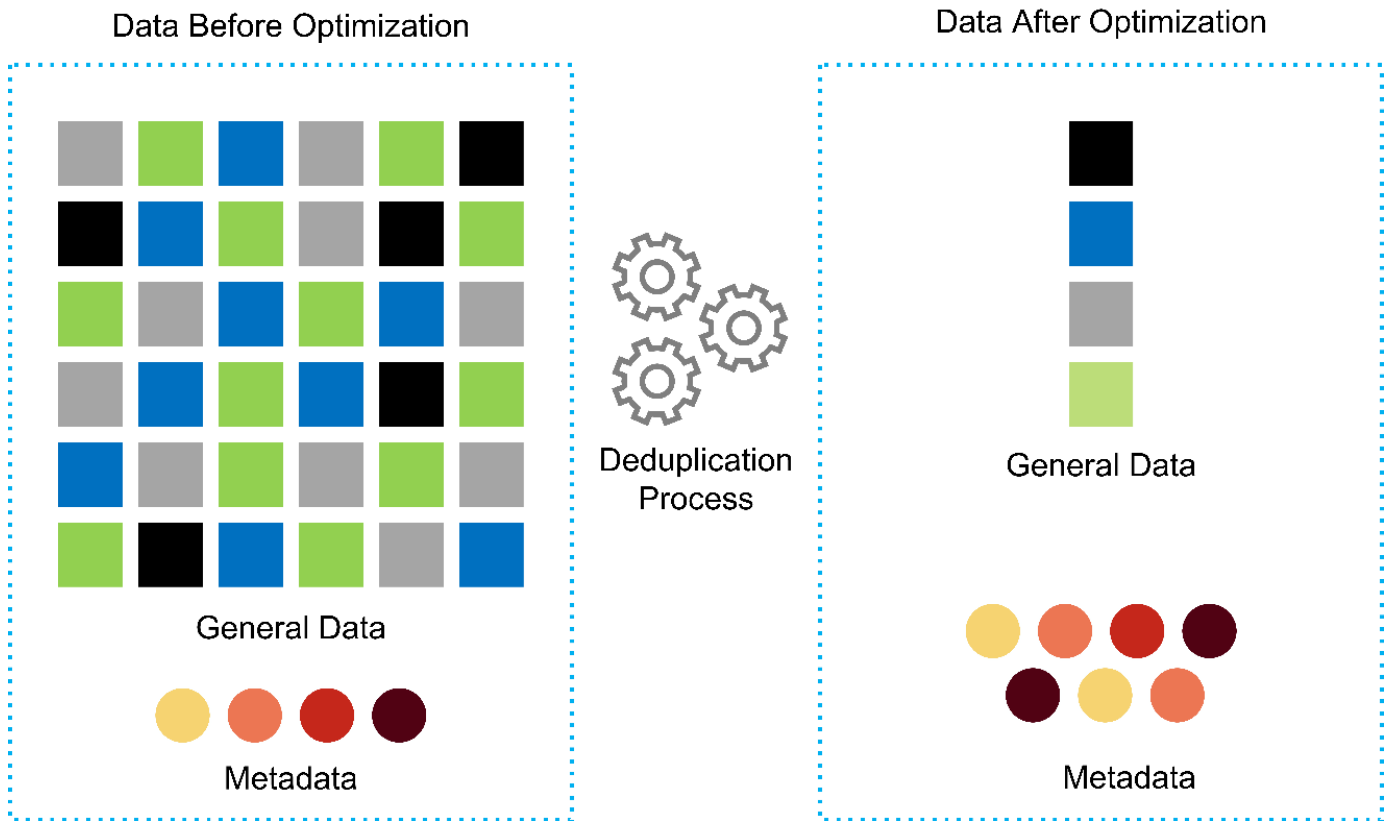 Data Before Optimization
General Data
Metadata
Deduplication
Process
Data After Optimization
General Data
Metadata